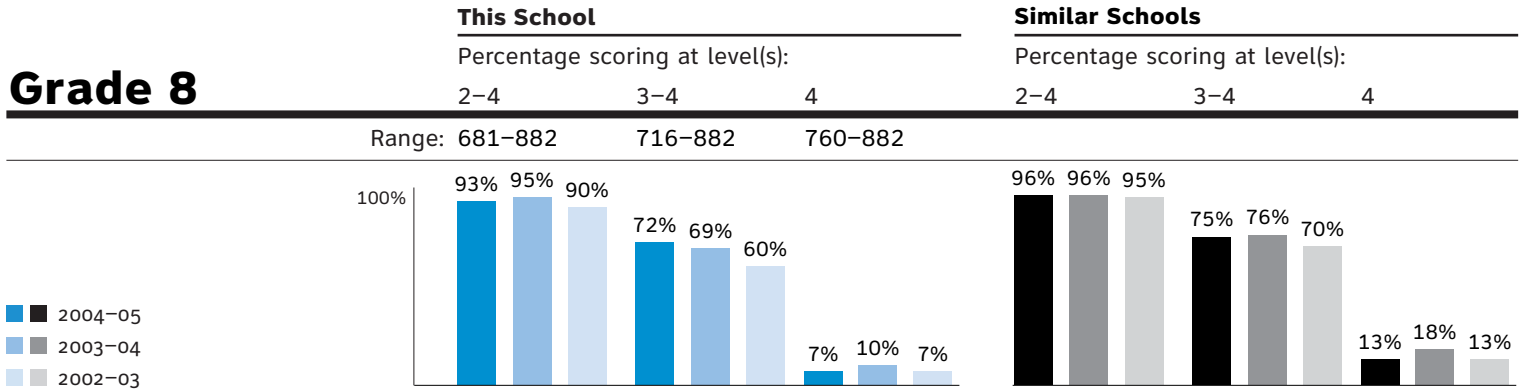 This School Similar Schools
Percentage scoring at level(s): Percentage scoring at level(s):
Grade 8 2–4 3–4 4 2–4 3–4 4
Range: 681–882 716–882 760–882
100% 93% 95% 90% 72% 69% 60% 7% 10% 7% 96% 96% 95% 75% 76% 70% 13% 18% 13%
2004–05
2003–04
2002–03